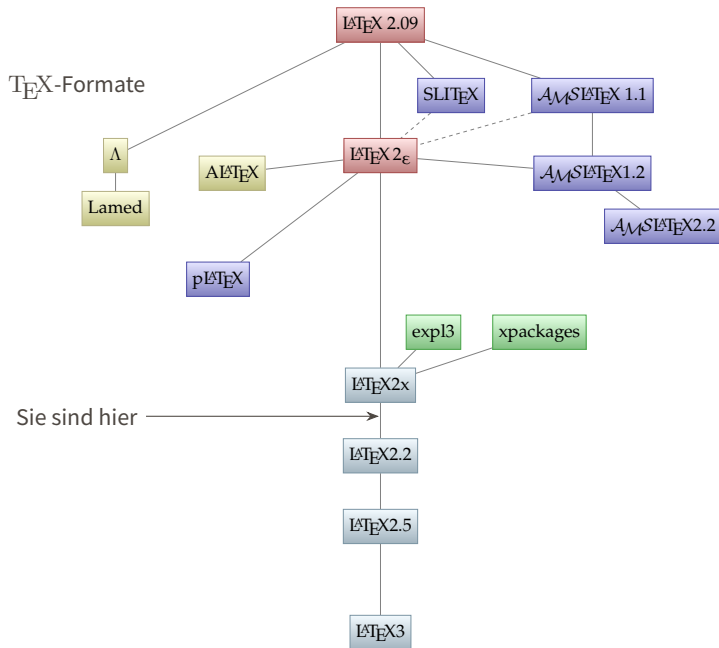 LATEX 2.09
TEX-Formate
SLITEX
AMSLATEX 1.1
Λ
ALATEX
LATEX 2ε
AMSLATEX1.2
Lamed
AMSLATEX2.2
pLATEX
expl3
xpackages
LATEX2x
Sie sind hier
LATEX2.2
LATEX2.5
LATEX3